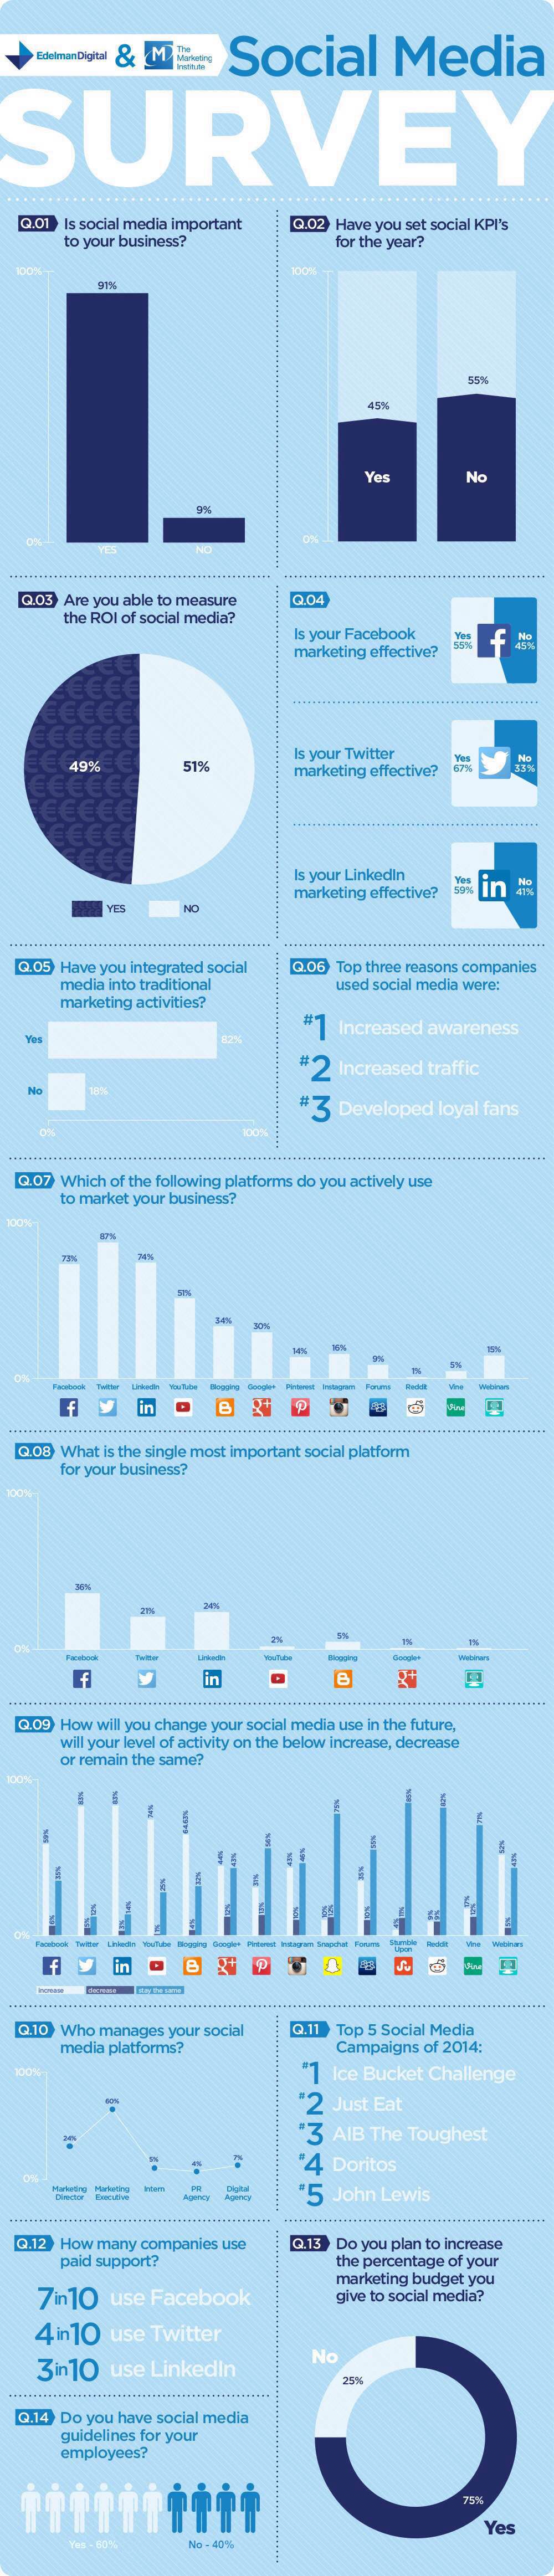 EdelmanDigital & M The Marketing Institute
Social Media
SURVEY
Q.01 Is social media important
to your business?
100%
91%
9%
0%
YES NO
Q.02 Have you set social KPI's
for the year?
100%
55%
45%
Yes No
0%
Q.03 Are you able to measure
the ROI of social media?
49% 51%
YES NO
Q.04
Is your Facebook
marketing effective?
Yes 55% f No 45%
Is your Twitter
marketing effective?
Yes 67% No 33%
Is your LinkedIn
marketing effective?
Yes 59% in No 41%
Q.05 Have you integrated social
media into traditional
marketing activities?
Yes 82%
No 18%
0% 100%
Q.06 Top three reasons companies
used social media were:
#1 Increased awareness
#2 Increased traffic
#3 Developed loyal fans
Q.07 Which of the following platforms do you actively use
to market your business?
100%
73% 87% 74% 51% 34% 30% 14% 16% 9% 1% 5% 15%
0%
Facebook Twitter LinkedIn YouTube Blogging Google+ Pinterest Instagram Forums Reddit Vine Webinars
Q.08 What is the single most important social platform
for your business?
100%
36% 21% 24% 2% 5% 1% 1%
0%
Facebook Twitter LinkedIn YouTube Blogging Google+ Webinars
Q.09 How will you change your social media use in the future,
will your level of activity on the below increase, decrease
or remain the same?
100%
59% 6% 35% 83% 5% 12% 83% 3% 14% 74% 1% 25% 64.63% 4% 32% 44% 12% 43% 31% 13% 56% 43% 10% 46% 10% 12% 75% 35% 10% 55% 4% 11% 85% 9% 9% 82% 17% 12% 71% 52% 5% 43%
0%
Facebook Twitter LinkedIn YouTube Blogging Google+ Pinterest Instagram Snapchat Forums Stumble Upon Reddit Vine Webinars
increase decrease stay the same
Q.10 Who manages your social
media platforms?
100%
24% 60% 5% 4% 7%
0%
Marketing Director Marketing Executive Intern PR Agency Digital Agency
Q.11 Top 5 Social Media
Campaigns of 2014:
#1 Ice Bucket Challenge
#2 Just Eat
#3 AIB The Toughest
#4 Doritos
#5 John Lewis
Q.12 How many companies use
paid support?
7in10 use Facebook
4in10 use Twitter
3in10 use LinkedIn
Q.13 Do you plan to increase
the percentage of your
marketing budget you
give to social media?
No
25%
75%
Yes
Q.14 Do you have social media
guidelines for your
employees?
Yes - 60% No - 40%